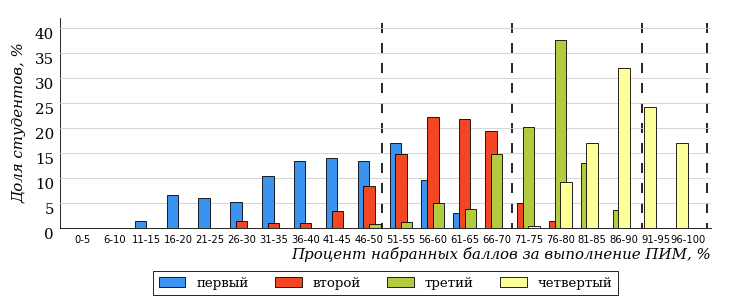 Доля студентов, %
40
35
30
25
20
15
10
5
0
0-5 6-10 11-15 16-20 21-25 26-30 31-35 36-40 41-45 46-50 51-55 56-60 61-65 66-70 71-75 76-80 81-85 86-90 91-95 96-100
Процент набранных баллов за выполнение ПИМ, %
первый второй третий четвертый